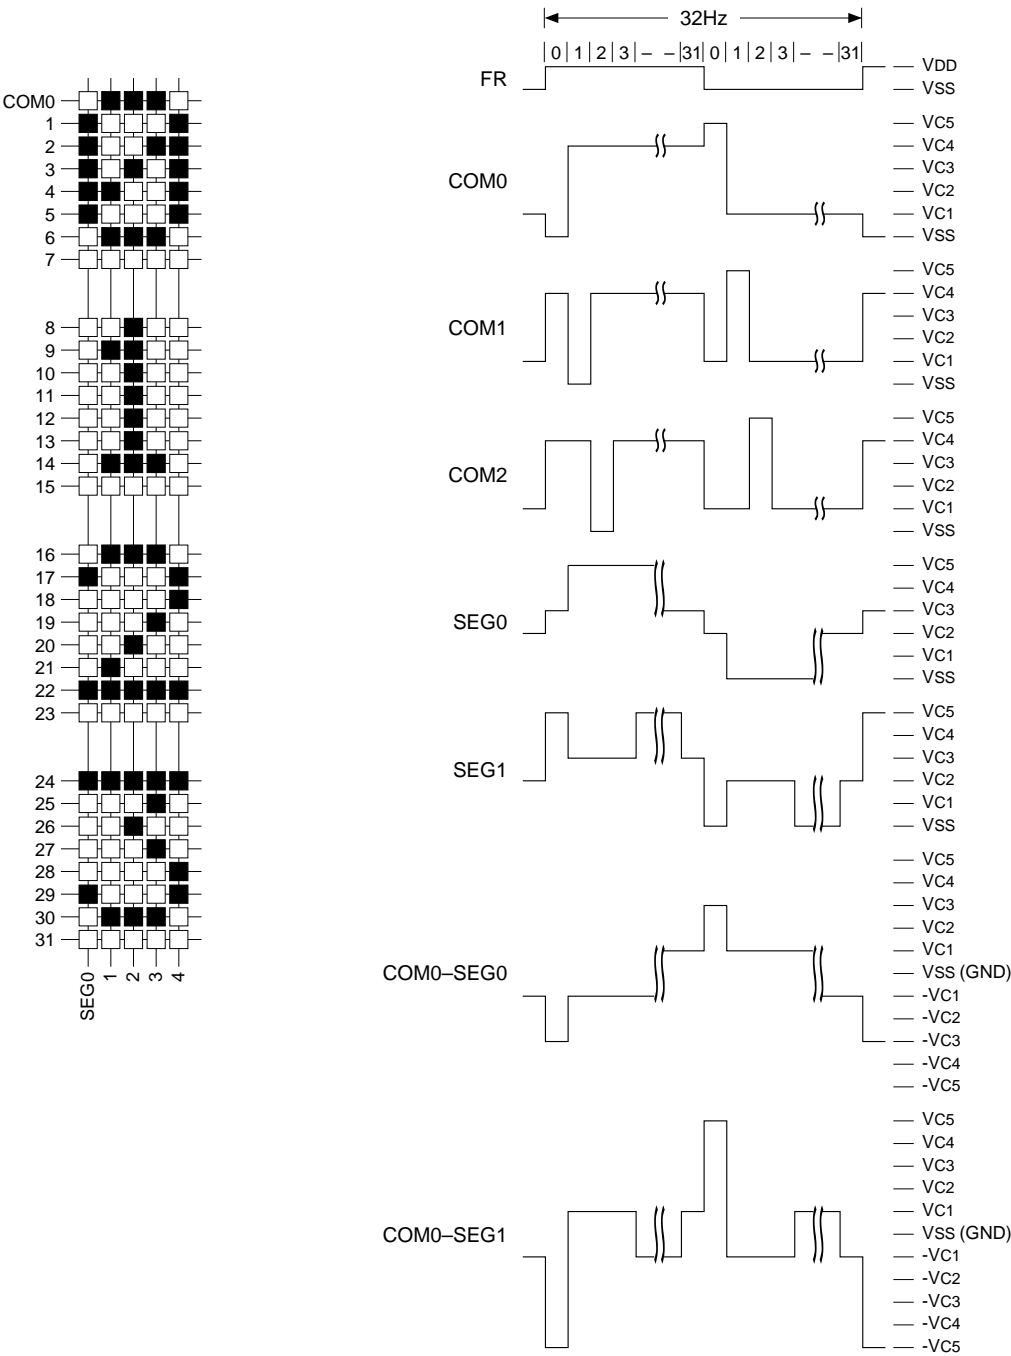 32Hz
0 1 2 3 – – 31 0 1 2 3 – – 31
FR
VDD
VSS
COM0
1
2
3
4
5
6
7
8
9
10
11
12
13
14
15
16
17
18
19
20
21
22
23
24
25
26
27
28
29
30
31
SEG0
1
2
3
4
COM0
VC5
VC4
VC3
VC2
VC1
VSS
COM1
VC5
VC4
VC3
VC2
VC1
VSS
COM2
VC5
VC4
VC3
VC2
VC1
VSS
SEG0
VC5
VC4
VC3
VC2
VC1
VSS
SEG1
VC5
VC4
VC3
VC2
VC1
VSS
COM0–SEG0
VC5
VC4
VC3
VC2
VC1
VSS (GND)
-VC1
-VC2
-VC3
-VC4
-VC5
COM0–SEG1
VC5
VC4
VC3
VC2
VC1
VSS (GND)
-VC1
-VC2
-VC3
-VC4
-VC5